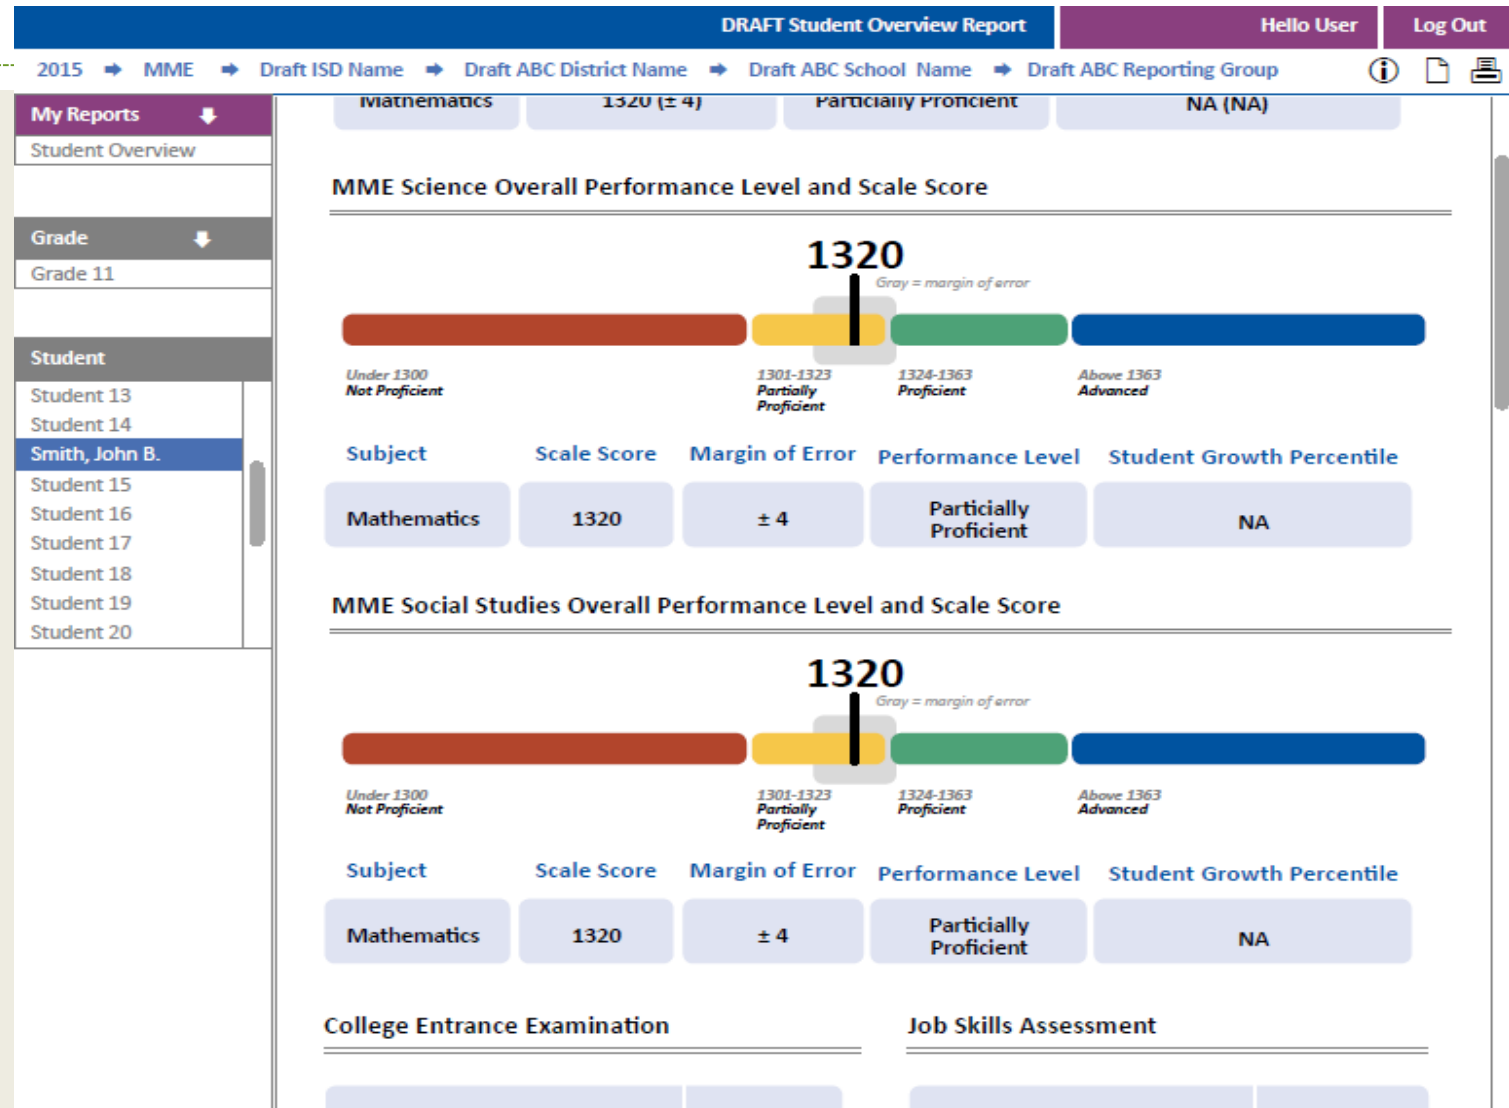 DRAFT Student Overview Report
Hello User
Log Out
2015 ➡ MME ➡ Draft ISD Name ➡ Draft ABC District Name ➡ Draft ABC School Name ➡ Draft ABC Reporting Group
My Reports
Student Overview
Grade
Grade 11
Student
Student 13
Student 14
Smith, John B.
Student 15
Student 16
Student 17
Student 18
Student 19
Student 20
Mathematics 1320 (± 4) Particially Proficient NA (NA)
MME Science Overall Performance Level and Scale Score
1320
Gray = margin of error
Under 1300
Not Proficient
1301-1323
Partially
Proficient
1324-1363
Proficient
Above 1363
Advanced
Subject Scale Score Margin of Error Performance Level Student Growth Percentile
Mathematics 1320 ± 4 Particially
Proficient NA
MME Social Studies Overall Performance Level and Scale Score
1320
Gray = margin of error
Under 1300
Not Proficient
1301-1323
Partially
Proficient
1324-1363
Proficient
Above 1363
Advanced
Subject Scale Score Margin of Error Performance Level Student Growth Percentile
Mathematics 1320 ± 4 Particially
Proficient NA
College Entrance Examination
Job Skills Assessment